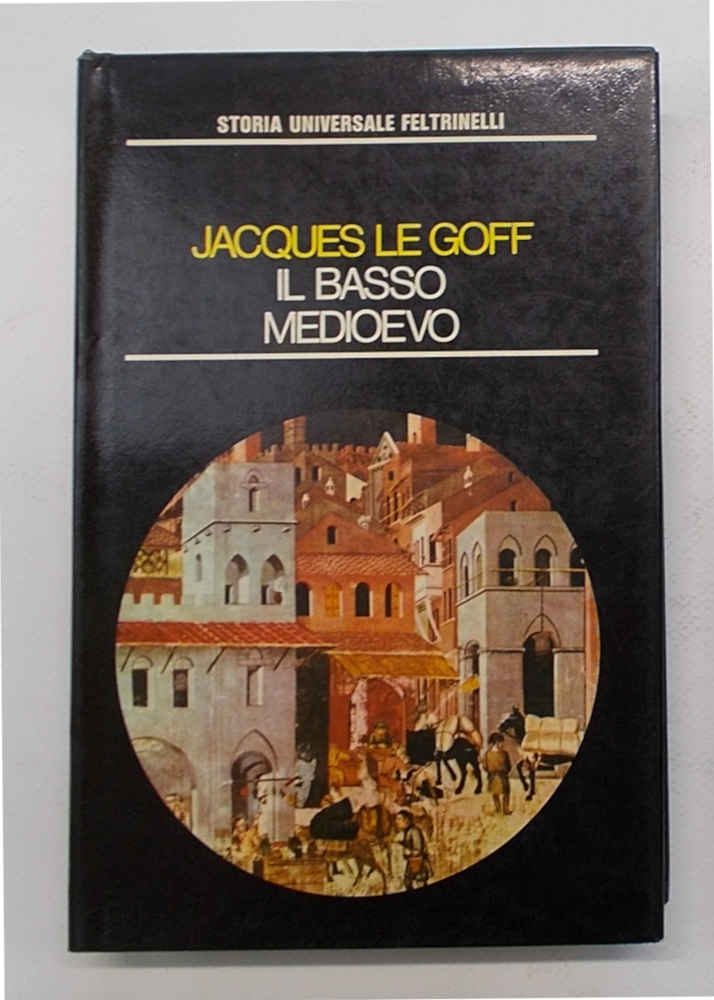 STORIA UNIVERSALE FELTRINELLI
JACQUES LE GOFF
IL BASSO
MEDIOEVO